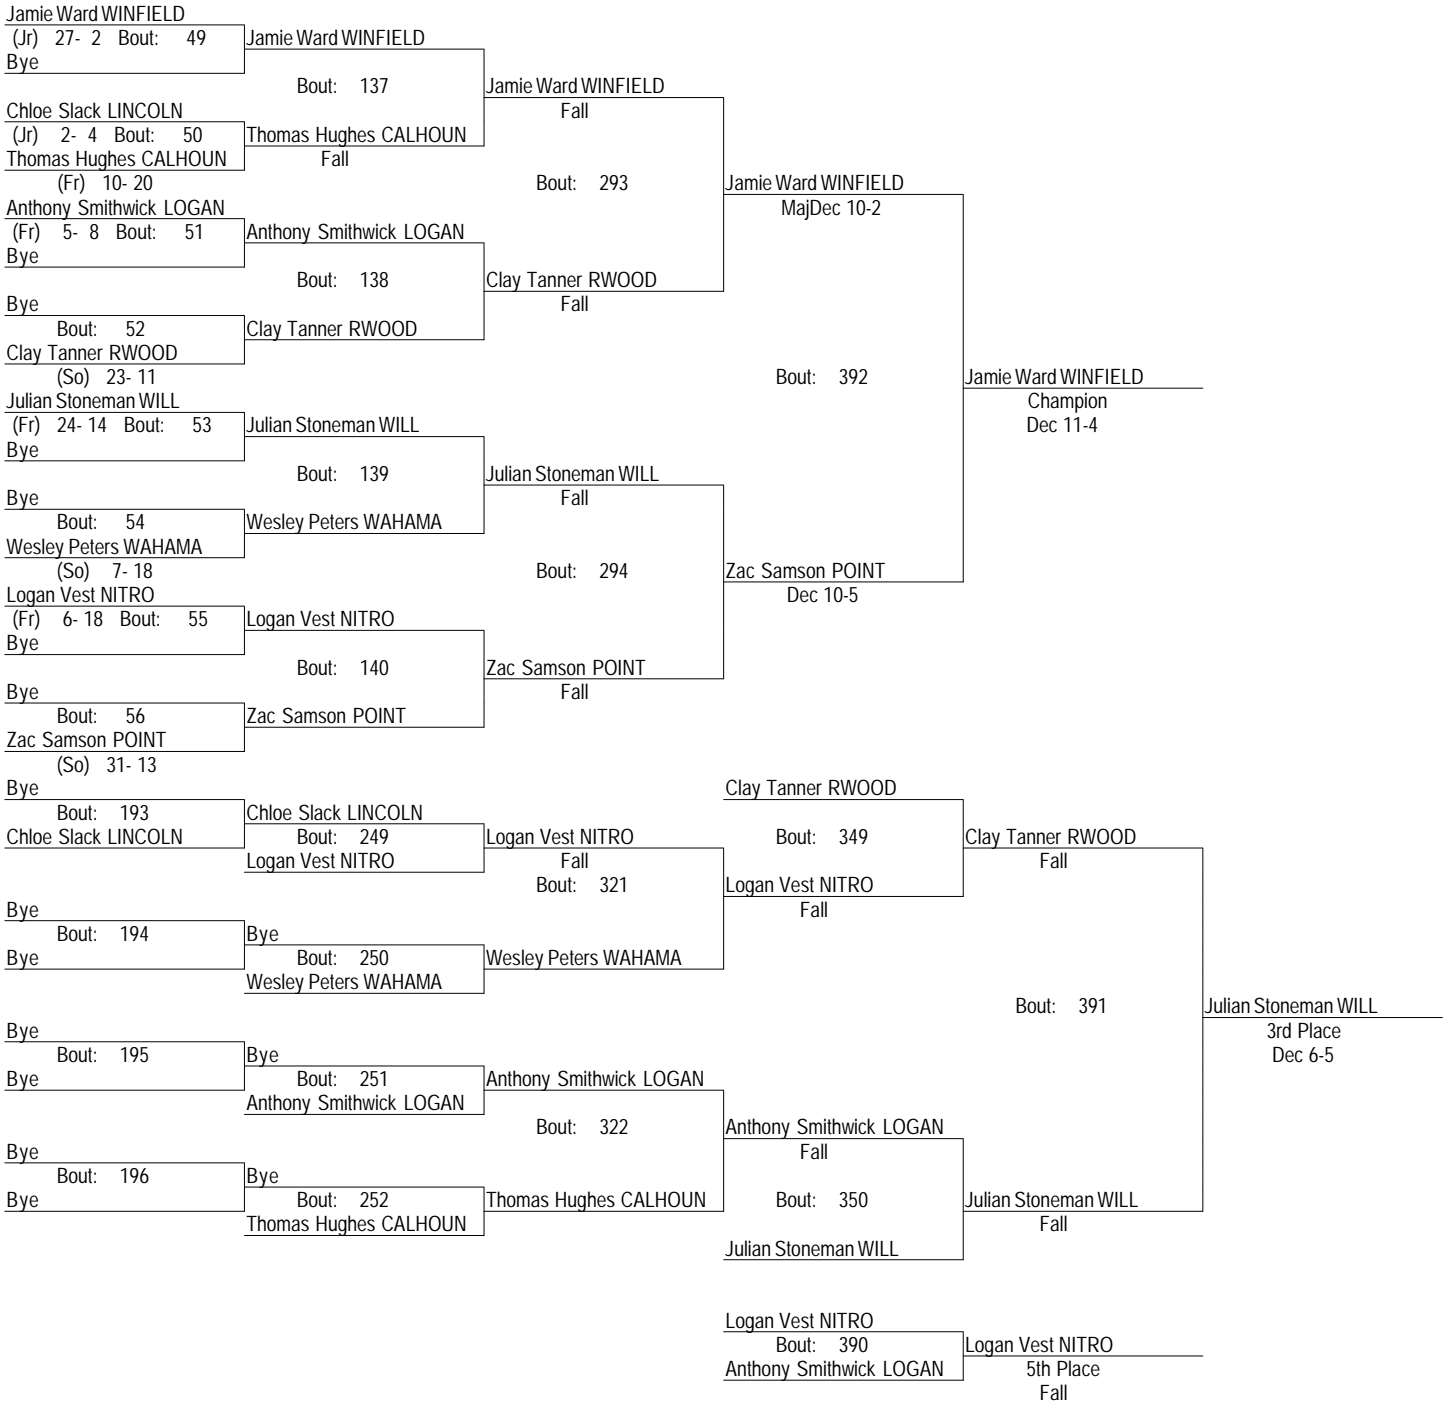 Jamie Ward WINFIELD
(Jr) 27- 2 Bout: 49 Jamie Ward WINFIELD
Bye
Bout: 137 Jamie Ward WINFIELD
Chloe Slack LINCOLN Fall
(Jr) 2- 4 Bout: 50 Thomas Hughes CALHOUN
Thomas Hughes CALHOUN Fall
(Fr) 10- 20 Bout: 293 Jamie Ward WINFIELD
Anthony Smithwick LOGAN MajDec 10-2
(Fr) 5- 8 Bout: 51 Anthony Smithwick LOGAN
Bye
Bout: 138 Clay Tanner RWOOD
Bye Fall
Bout: 52 Clay Tanner RWOOD
Clay Tanner RWOOD
(So) 23- 11 Bout: 392 Jamie Ward WINFIELD
Julian Stoneman WILL Champion
(Fr) 24- 14 Bout: 53 Julian Stoneman WILL Dec 11-4
Bye
Bout: 139 Julian Stoneman WILL
Bye Fall
Bout: 54 Wesley Peters WAHAMA
Wesley Peters WAHAMA
(So) 7- 18 Bout: 294 Zac Samson POINT
Logan Vest NITRO Dec 10-5
(Fr) 6- 18 Bout: 55 Logan Vest NITRO
Bye
Bout: 140 Zac Samson POINT
Bye Fall
Bout: 56 Zac Samson POINT
Zac Samson POINT
(So) 31- 13
Bye Clay Tanner RWOOD
Bout: 193 Chloe Slack LINCOLN
Chloe Slack LINCOLN Bout: 249 Logan Vest NITRO Bout: 349 Clay Tanner RWOOD
Logan Vest NITRO Fall Fall
Bout: 321 Logan Vest NITRO
Bye Fall
Bout: 194 Bye
Bye Bout: 250 Wesley Peters WAHAMA
Wesley Peters WAHAMA
Bout: 391 Julian Stoneman WILL
Bye 3rd Place
Bout: 195 Bye Dec 6-5
Bye Bout: 251 Anthony Smithwick LOGAN
Anthony Smithwick LOGAN
Bout: 322 Anthony Smithwick LOGAN
Bye Fall
Bout: 196 Bye
Bye Bout: 252 Thomas Hughes CALHOUN Bout: 350 Julian Stoneman WILL
Thomas Hughes CALHOUN Fall
Julian Stoneman WILL
Logan Vest NITRO
Bout: 390 Logan Vest NITRO
Anthony Smithwick LOGAN 5th Place
Fall